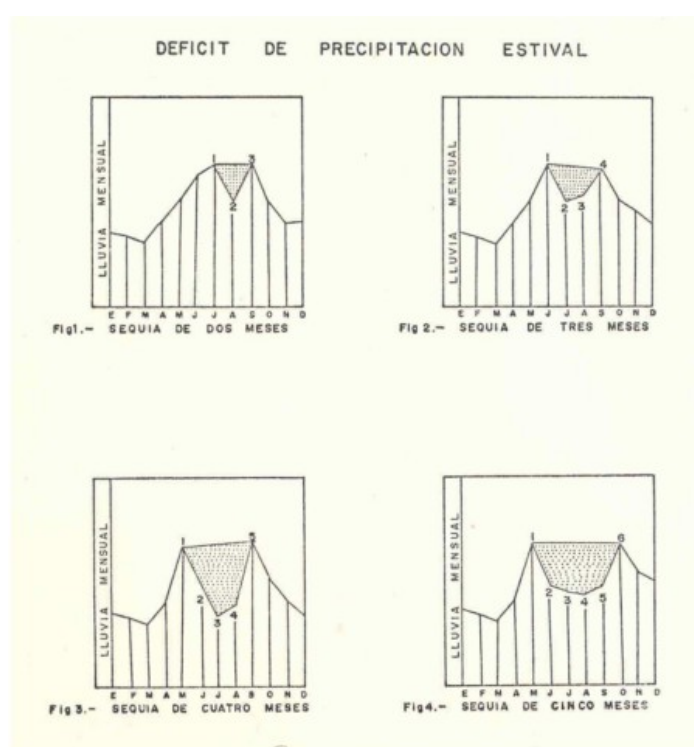 DEFICIT DE PRECIPITACION ESTIVAL
LLUVIA MENSUAL
1 3
2
E F M A M J J A S O N D
Fig1.- SEQUIA DE DOS MESES
LLUVIA MENSUAL
1 4
2 3
E F M A M J J A S O N D
Fig 2.- SEQUIA DE TRES MESES
LLUVIA MENSUAL
1 5
2
3 4
E F M A M J J A S O N D
Fig 3.- SEQUIA DE CUATRO MESES
LLUVIA MENSUAL
1 6
2 3 4 5
E F M A M J J A S O N D
Fig4.- SEQUIA DE CINCO MESES